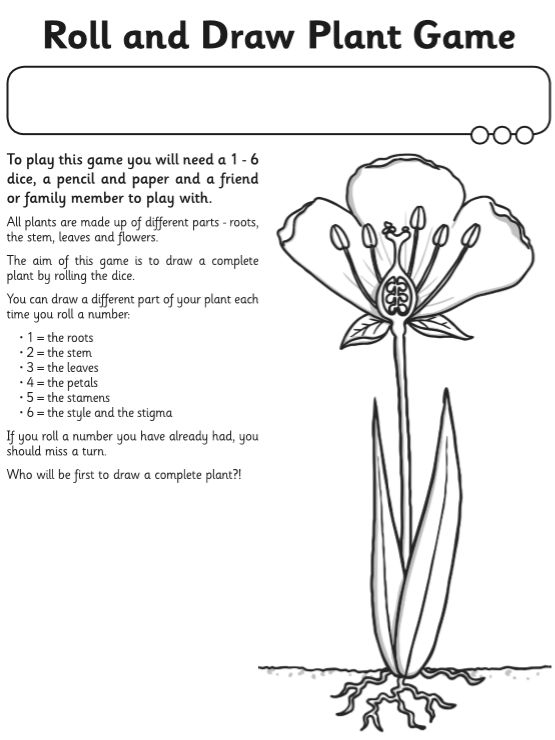 Roll and Draw Plant Game
To play this game you will need a 1 - 6
dice, a pencil and paper and a friend
or family member to play with.
All plants are made up of different parts - roots,
the stem, leaves and flowers.
The aim of this game is to draw a complete
plant by rolling the dice.
You can draw a different part of your plant each
time you roll a number:
• 1 = the roots
• 2 = the stem
• 3 = the leaves
• 4 = the petals
• 5 = the stamens
• 6 = the style and the stigma
If you roll a number you have already had, you
should miss a turn.
Who will be first to draw a complete plant?!